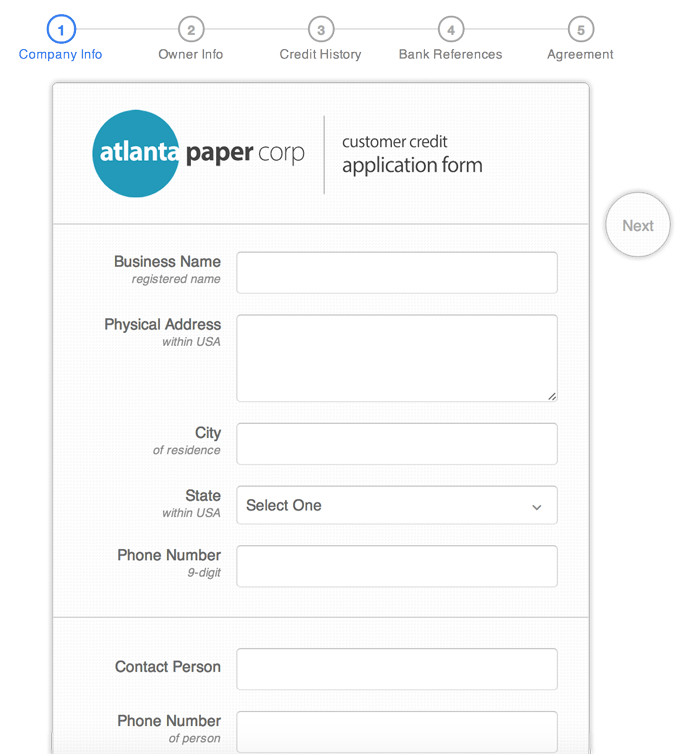 1 2 3 4 5
Company Info Owner Info Credit History Bank References Agreement
atlanta paper corp
customer credit
application form
Next
Business Name
registered name
Physical Address
within USA
City
of residence
State
within USA
Select One
Phone Number
9-digit
Contact Person
Phone Number
of person